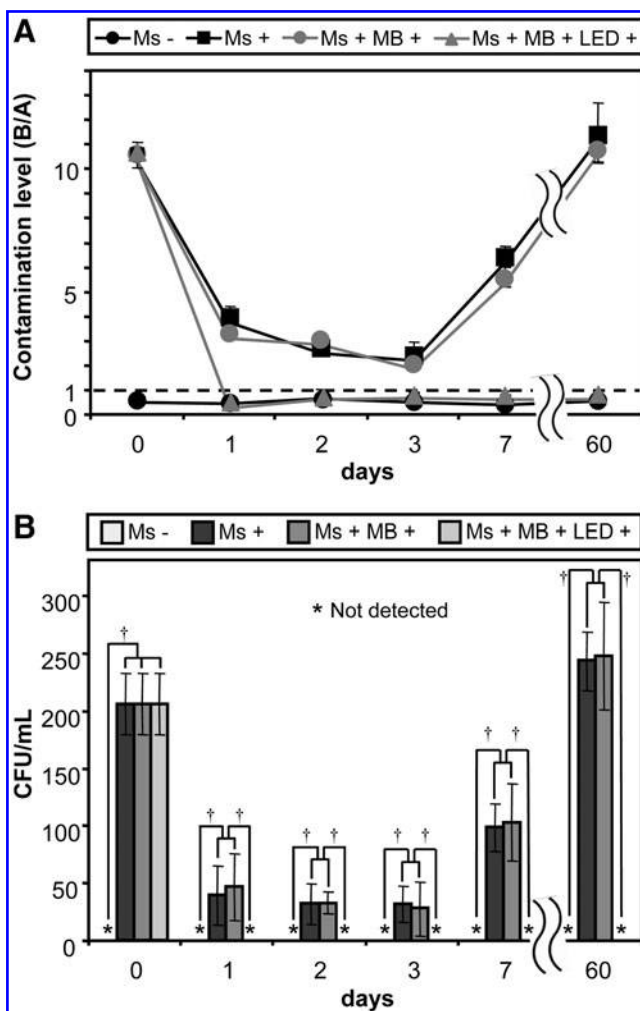 A
Ms - Ms + Ms + MB + Ms + MB + LED +
Contamination level (B/A)
10
5
1
0
0 1 2 3 7 60
days
B
Ms - Ms + Ms + MB + Ms + MB + LED +
* Not detected
CFU/mL
300
250
200
150
100
50
0
† † † † † † † † † † †
* * * * * * * * * * *
0 1 2 3 7 60
days